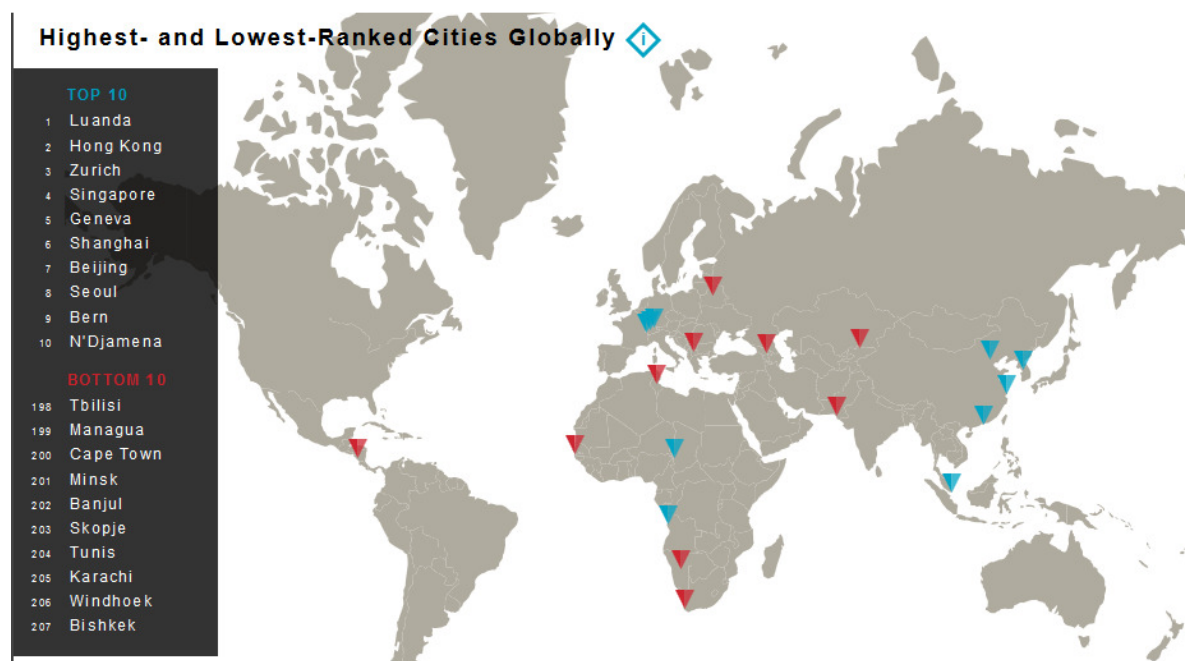 Highest- and Lowest-Ranked Cities Globally i
TOP 10
1 Luanda
2 Hong Kong
3 Zurich
4 Singapore
5 Geneva
6 Shanghai
7 Beijing
8 Seoul
9 Bern
10 N'Djamena
BOTTOM 10
198 Tbilisi
199 Managua
200 Cape Town
201 Minsk
202 Banjul
203 Skopje
204 Tunis
205 Karachi
206 Windhoek
207 Bishkek